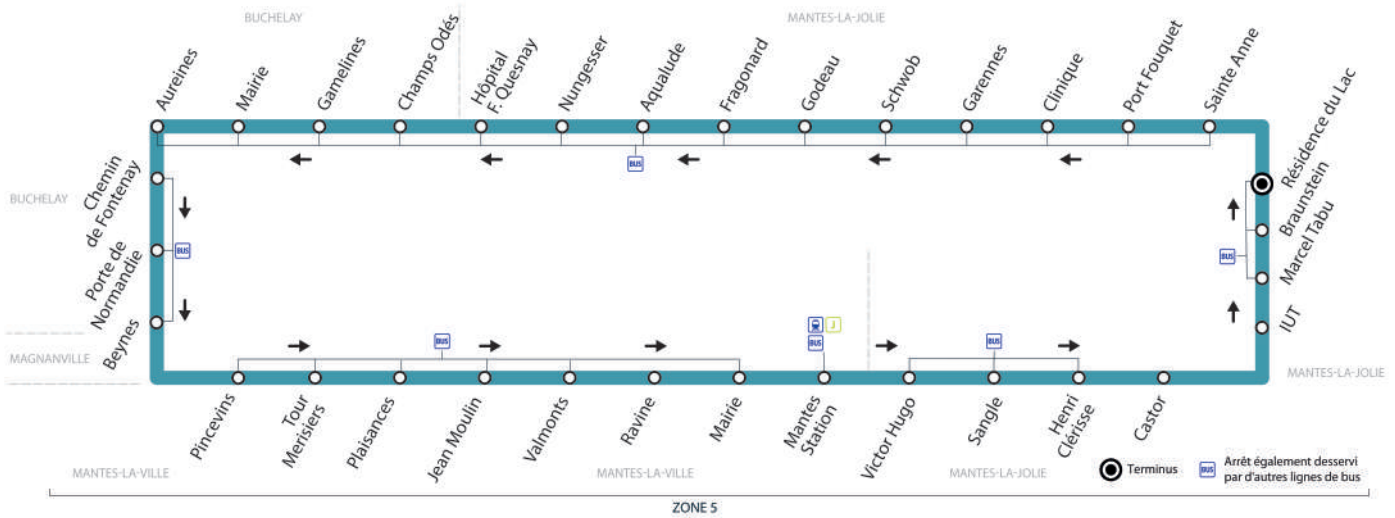 BUCHELAY
MANTES-LA-JOLIE
Aureines
Mairie
Gamelines
Champs Odés
Hôpital
F. Quesnay
Nungesser
Aqualude
Fragonard
Godeau
Schwob
Garennes
Clinique
Port Fouquet
Sainte Anne
Résidence du Lac
Braunstein
Marcel Tabu
IUT
BUS
BUS
BUCHELAY
Chemin
de Fontenay
Porte de
Normandie
Beynes
BUS
MAGNANVILLE
BUS
J
BUS
BUS
MANTES-LA-JOLIE
Pincevins
Tour
Merisiers
Plaisances
Jean Moulin
Valmonts
Ravine
Mairie
Mantes
Station
Victor Hugo
Sangle
Henri
Clérisse
Castor
MANTES-LA-VILLE
MANTES-LA-VILLE
MANTES-LA-JOLIE
Terminus
BUS
Arrêt également desservi
par d'autres lignes de bus
ZONE 5